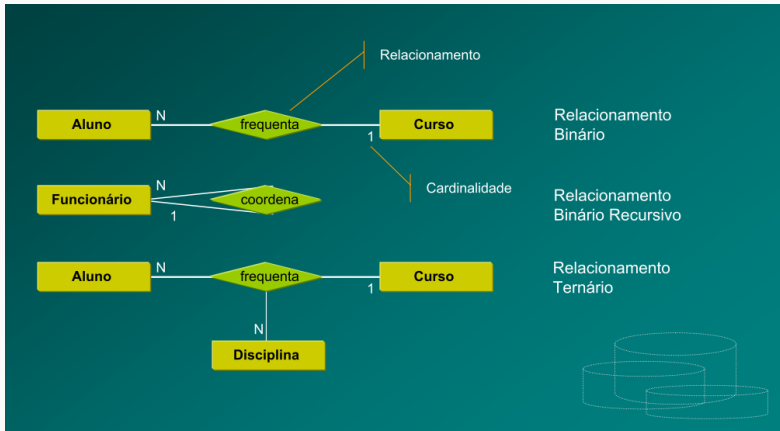 Relacionamento
Aluno N frequenta 1 Curso
Relacionamento
Binário
Cardinalidade
Funcionário N 1 coordena
Relacionamento
Binário Recursivo
Aluno N frequenta 1 Curso
Relacionamento
Ternário
N
Disciplina